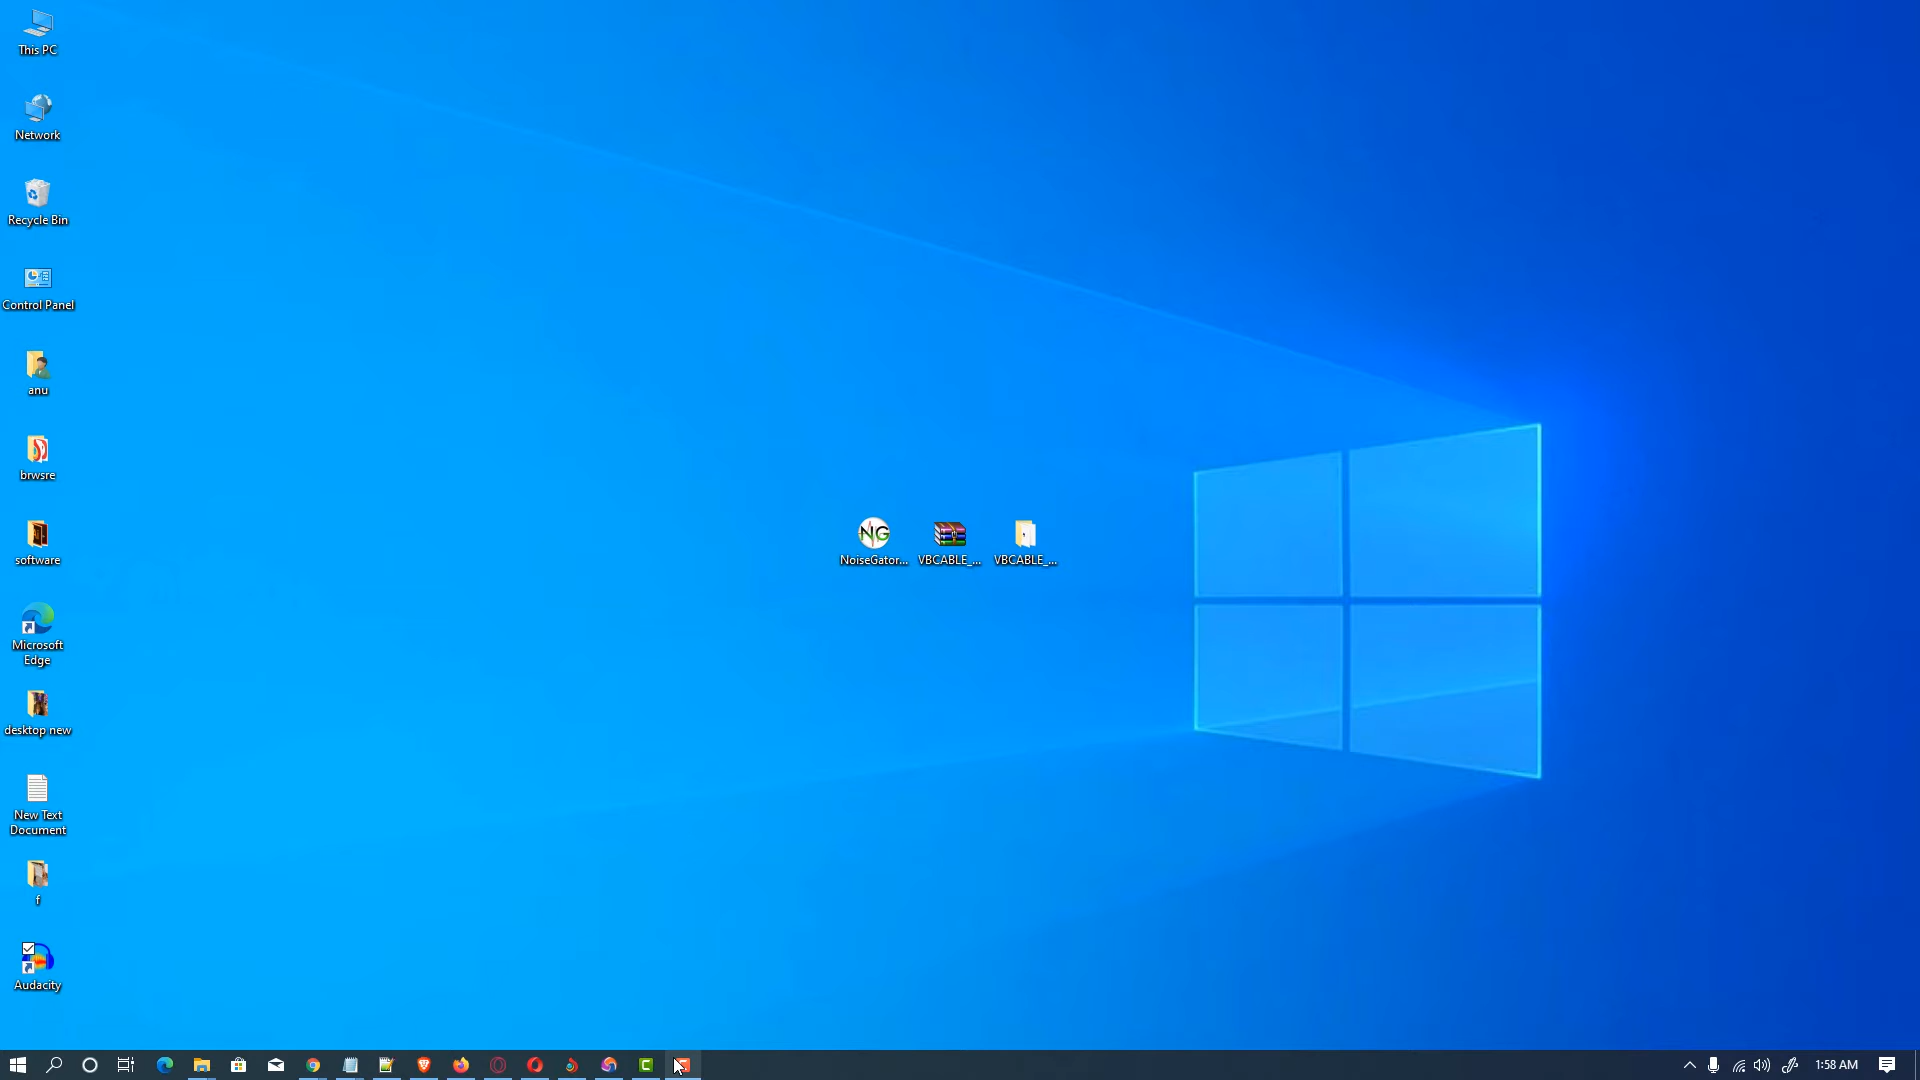 This PC
Network
Recycle Bin
Control Panel
anu
brwsre
software
Microsoft
Edge
desktop new
New Text
Document
f
Audacity
NG
NoiseGator...
VBCABLE_...
VBCABLE_...
1:58 AM